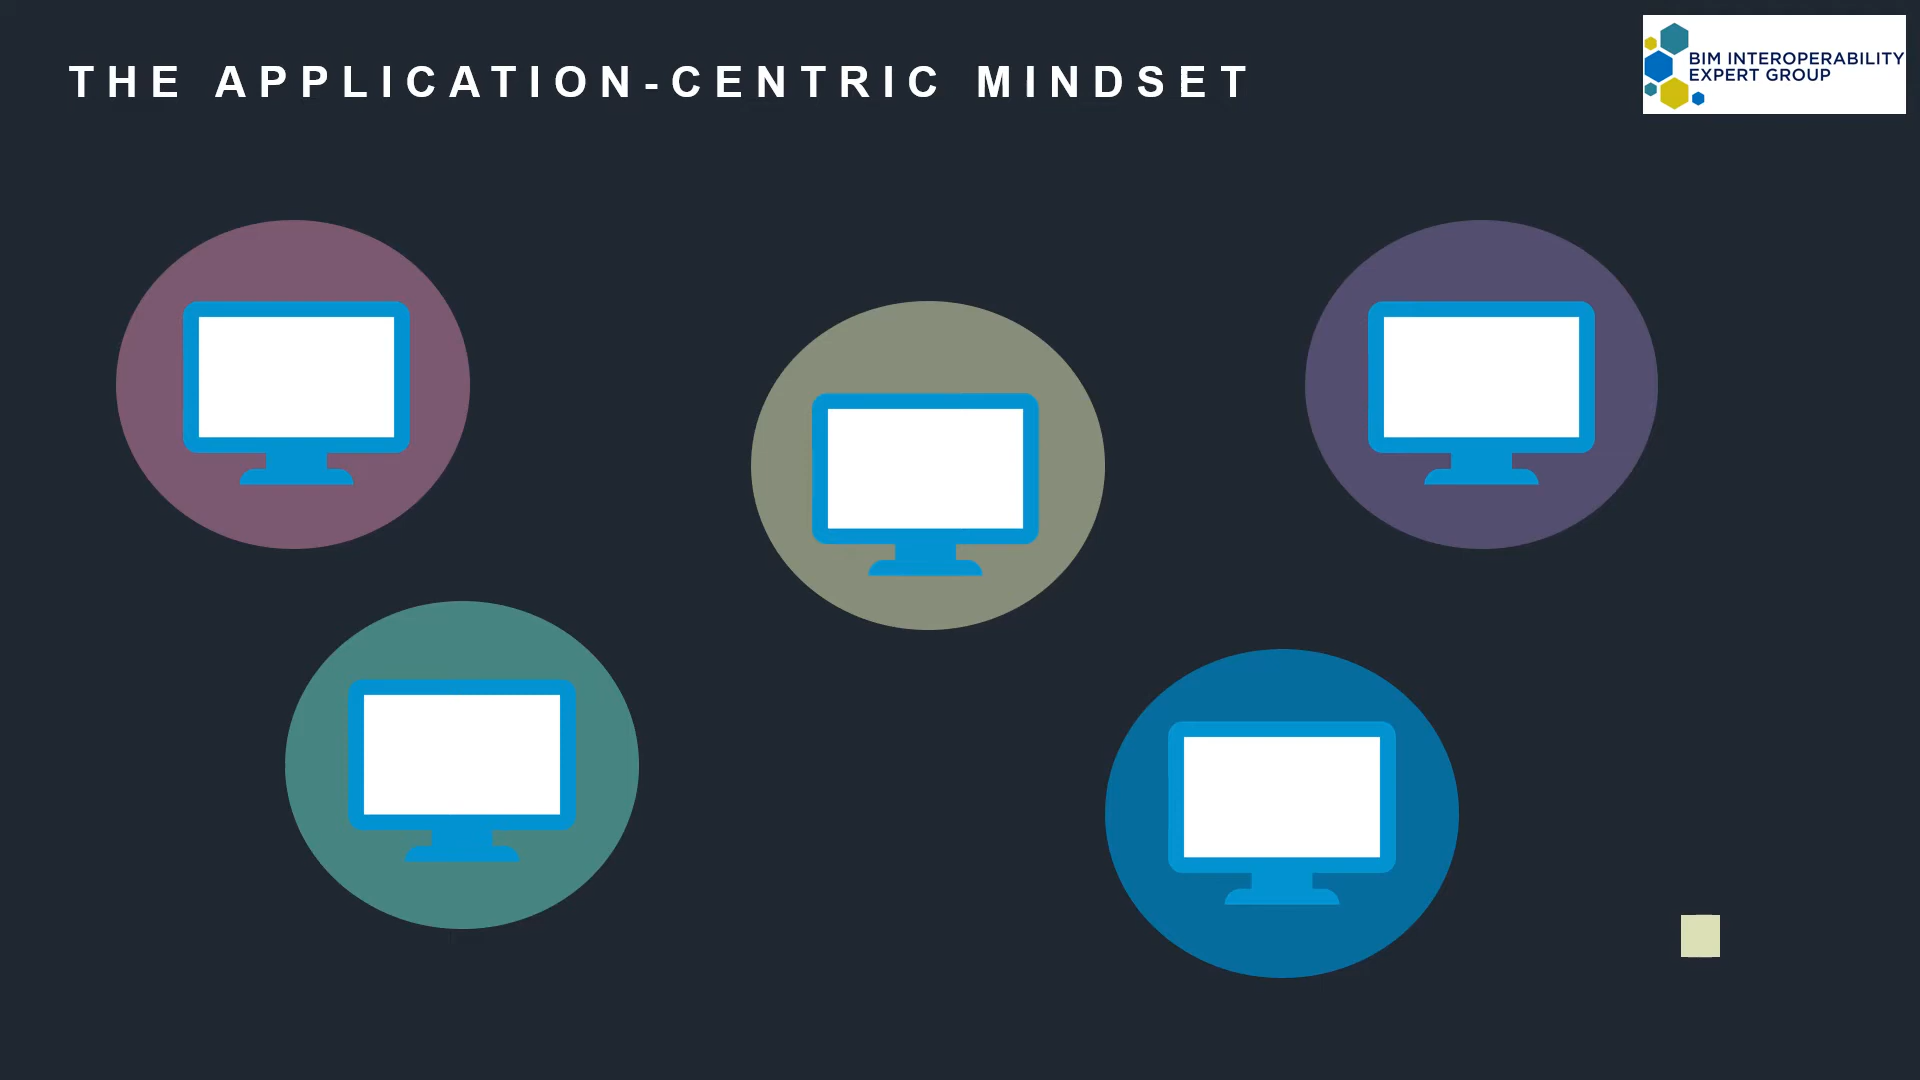 THE APPLICATION-CENTRIC MINDSET
BIM INTEROPERABILITY
EXPERT GROUP